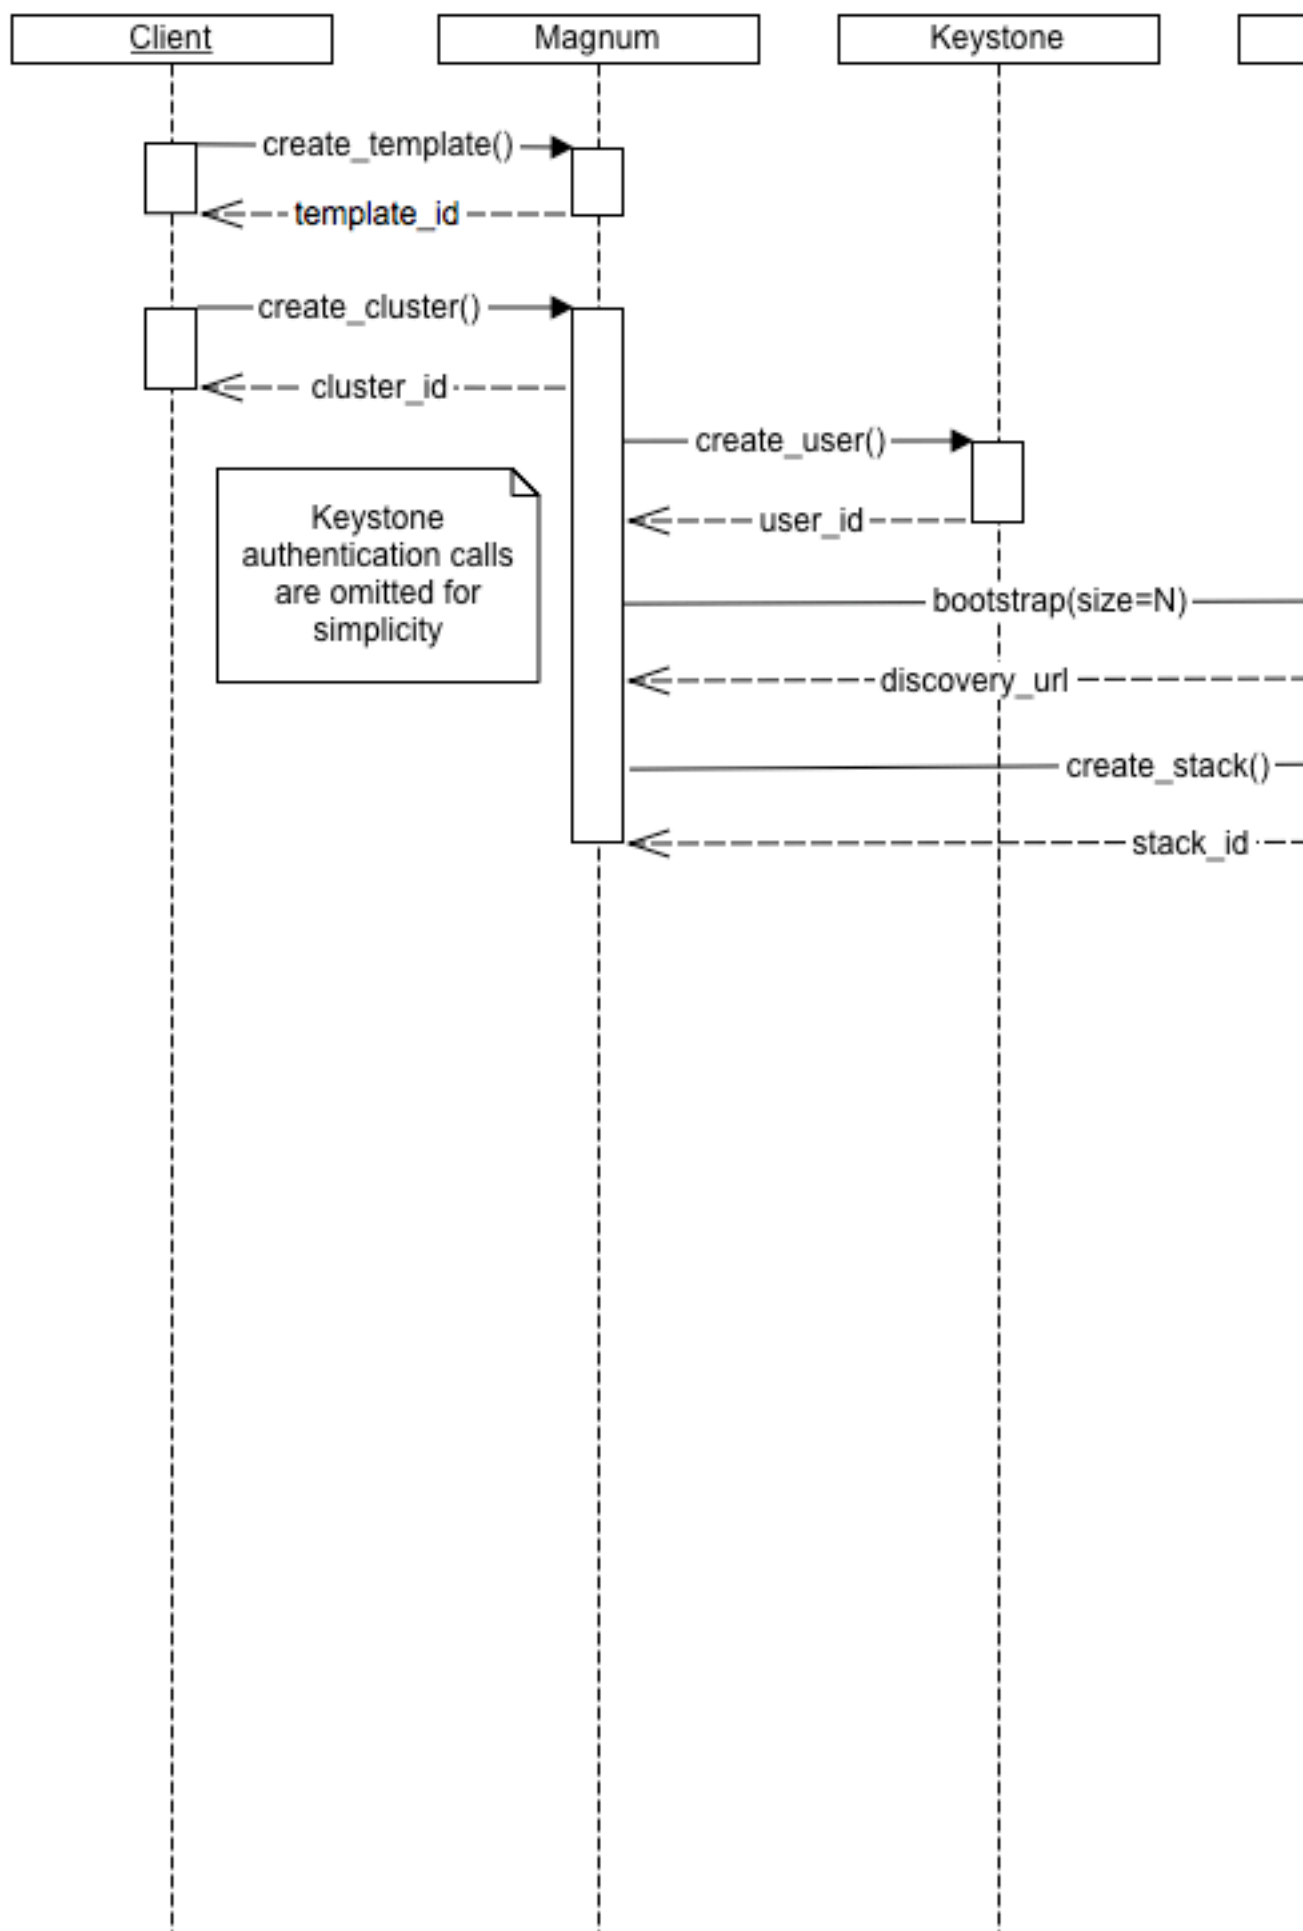 Client
Magnum
Keystone
create_template()
template_id
create_cluster()
cluster_id
create_user()
user_id
Keystone
authentication calls
are omitted for
simplicity
bootstrap(size=N)
discovery_url
create_stack()
stack_id